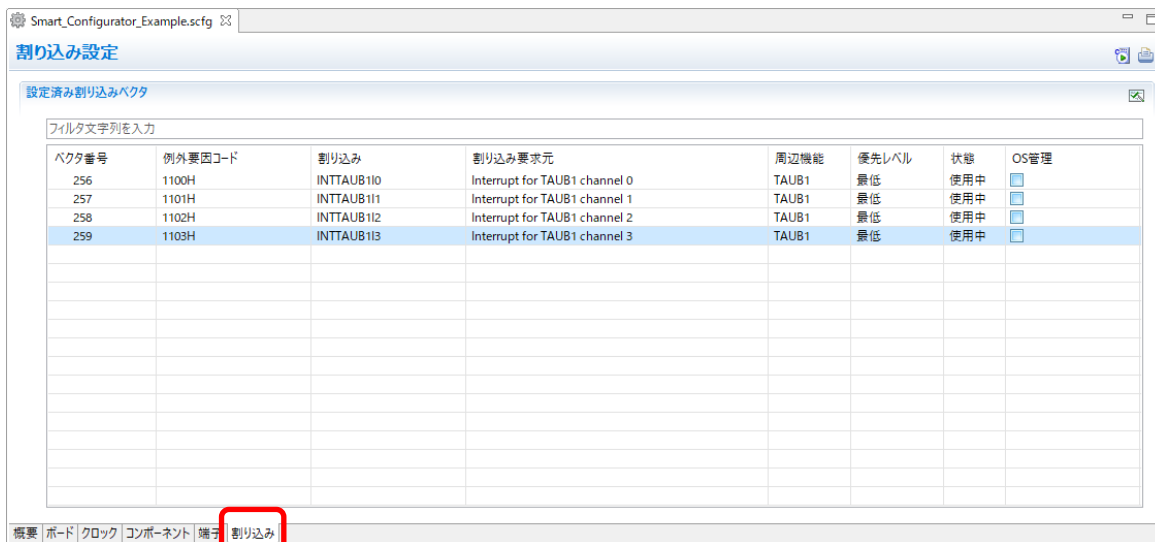 Smart_Configurator_Example.scfg
割り込み設定
設定済み割り込みベクタ
フィルタ文字列を入力
ベクタ番号 例外要因コード 割り込み 割り込み要求元 周辺機能 優先レベル 状態 OS管理
256 1100H INTTAUB1I0 Interrupt for TAUB1 channel 0 TAUB1 最低 使用中
257 1101H INTTAUB1I1 Interrupt for TAUB1 channel 1 TAUB1 最低 使用中
258 1102H INTTAUB1I2 Interrupt for TAUB1 channel 2 TAUB1 最低 使用中
259 1103H INTTAUB1I3 Interrupt for TAUB1 channel 3 TAUB1 最低 使用中
概要 ボード クロック コンポーネント 端子 割り込み